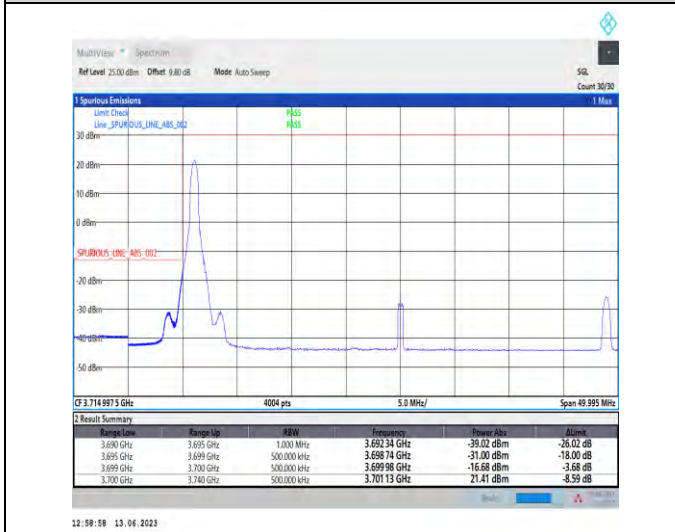 MultiView Spectrum
Ref Level 25.00 dBm Offset 9.80 dB Mode Auto Sweep SGL
Count 30/30
1 Spurious Emissions 1 Max
Limit Check PASS
Line _SPURIOUS_LINE_ABS_002 PASS
30 dBm
20 dBm
10 dBm
0 dBm
_SPURIOUS_LINE_ABS_002
-20 dBm
-30 dBm
-40 dBm
-50 dBm
CF 3.714 997 5 GHz 4004 pts 5.0 MHz/ Span 49.995 MHz
2 Result Summary
Range Low Range Up RBW Frequency Power Abs ΔLimit
3.690 GHz 3.695 GHz 1.000 MHz 3.692 34 GHz -39.02 dBm -26.02 dB
3.695 GHz 3.699 GHz 500.000 kHz 3.698 74 GHz -31.00 dBm -18.00 dB
3.699 GHz 3.700 GHz 500.000 kHz 3.699 98 GHz -16.68 dBm -3.68 dB
3.700 GHz 3.740 GHz 500.000 kHz 3.701 13 GHz 21.41 dBm -8.59 dB
12:58:58 13.06.2023